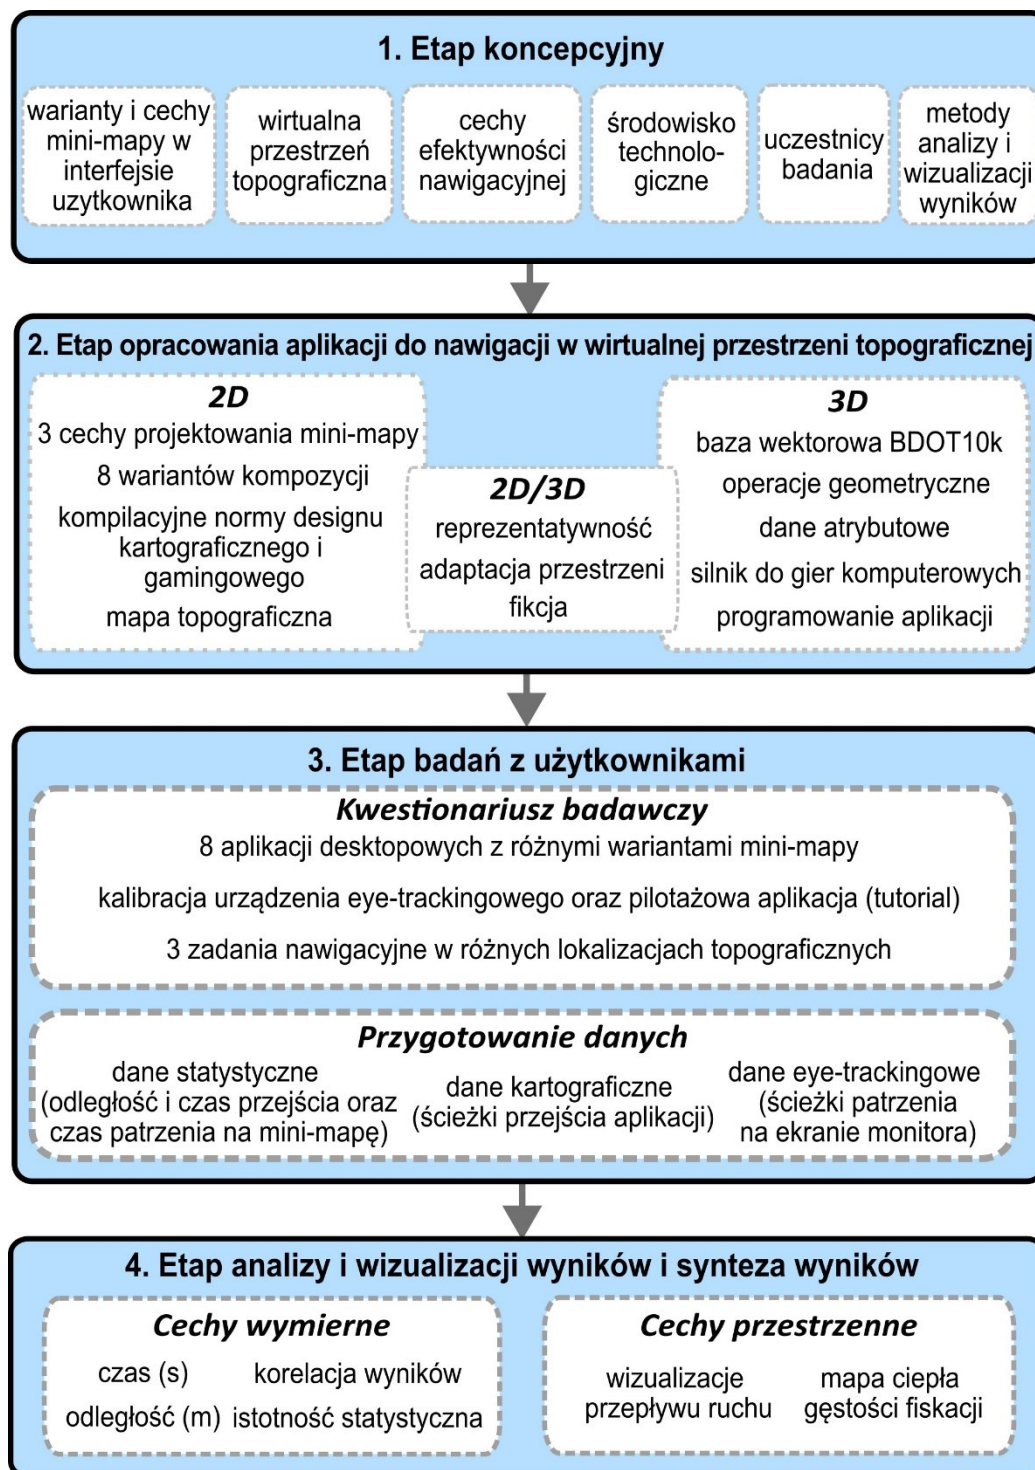 1. Etap koncepcyjny
warianty i cechy
mini-mapy w
interfejsie
uzytkownika
wirtualna
przestrzeń
topograficzna
cechy
efektywności
nawigacyjnej
środowisko
technolo-
giczne
uczestnicy
badania
metody
analizy i
wizualizacji
wyników
2. Etap opracowania aplikacji do nawigacji w wirtualnej przestrzeni topograficznej
2D
3 cechy projektowania mini-mapy
8 wariantów kompozycji
kompilacyjne normy designu
kartograficznego i
gamingowego
mapa topograficzna
2D/3D
reprezentatywność
adaptacja przestrzeni
fikcja
3D
baza wektorowa BDOT10k
operacje geometryczne
dane atrybutowe
silnik do gier komputerowych
programowanie aplikacji
3. Etap badań z użytkownikami
Kwestionariusz badawczy
8 aplikacji desktopowych z różnymi wariantami mini-mapy
kalibracja urządzenia eye-trackingowego oraz pilotażowa aplikacja (tutorial)
3 zadania nawigacyjne w różnych lokalizacjach topograficznych
Przygotowanie danych
dane statystyczne
(odległość i czas przejścia oraz
czas patrzenia na mini-mapę)
dane kartograficzne
(ścieżki przejścia aplikacji)
dane eye-trackingowe
(ścieżki patrzenia
na ekranie monitora)
4. Etap analizy i wizualizacji wyników i synteza wyników
Cechy wymierne
czas (s)
korelacja wyników
odległość (m)
istotność statystyczna
Cechy przestrzenne
wizualizacje
przepływu ruchu
mapa ciepła
gęstości fiskacji